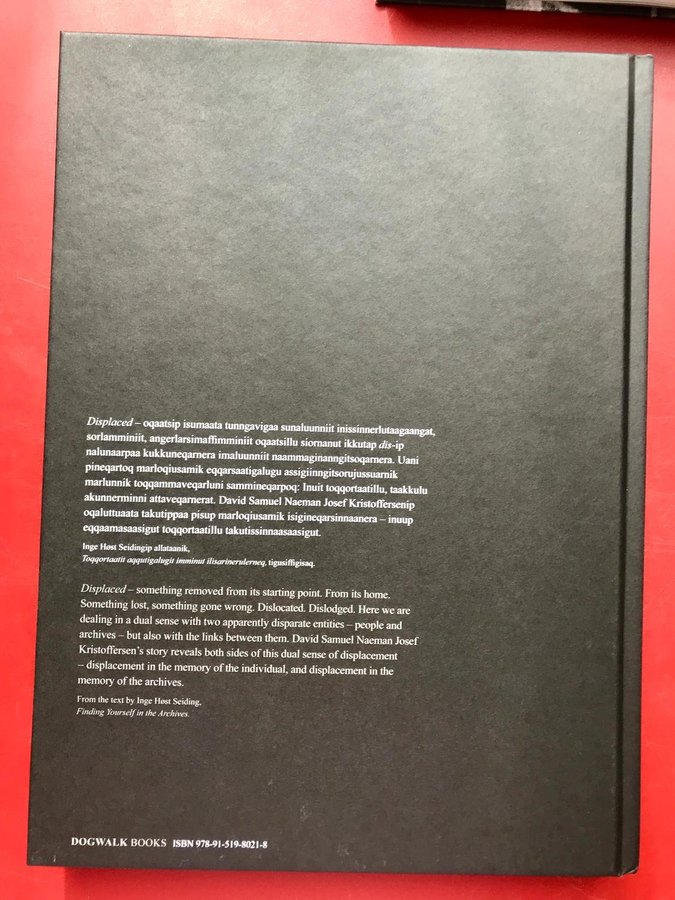 Displaced – oqaatsip isumaata tunngavigaa sunaluunniit inissinnerlutaagaangat,
sorlamminiit, angerlarsimaffimminiit oqaatsillu siornanut ikkutap dis-ip
nalunaarpaa kukkuneqarnera imaluunniit naammaginanngitsoqarnera. Uani
pineqartoq marloqiusamik eqqarsaatigalugu assigiinngitsorujussuarnik
marlunnik toqqammaveqarluni sammineqarpoq: Inuit toqqortaatillu, taakkulu
akunnerminni attaveqarnerat. David Samuel Naeman Josef Kristoffersenip
oqaluttuaata takutippaa pisup marloqiusamik isigineqarsinnaanera – inuup
eqqaamasaasigut toqqortaatillu takutissinnaasaasigut.
Inge Høst Seidingip allataanik,
Toqqortaatit aqqutigalugit imminut ilisarinerulerneq, tigusiffigisaq.
Displaced – something removed from its starting point. From its home.
Something lost, something gone wrong. Dislocated. Dislodged. Here we are
dealing in a dual sense with two apparently disparate entities – people and
archives – but also with the links between them. David Samuel Naeman Josef
Kristoffersen's story reveals both sides of this dual sense of displacement
– displacement in the memory of the individual, and displacement in the
memory of the archives.
From the text by Inge Høst Seiding,
Finding Yourself in the Archives.
DOGWALK BOOKS ISBN 978-91-519-8021-8